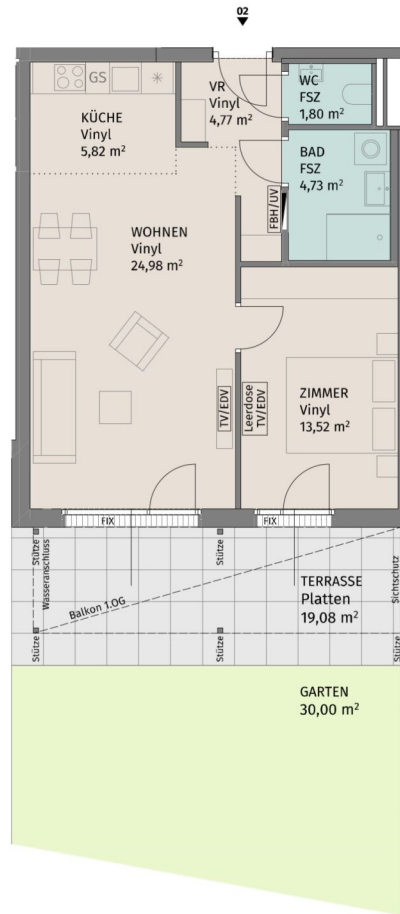 02
GS
KÜCHE
Vinyl
5,82 m²
VR
Vinyl
4,77 m²
WC
FSZ
1,80 m²
BAD
FSZ
4,73 m²
FBH/UV
WOHNEN
Vinyl
24,98 m²
TV/EDV
Leerdose
TV/EDV
ZIMMER
Vinyl
13,52 m²
FIX
FIX
Stütze
Wasseranschluss
Stütze
Sichtschutz
Balkon 1.OG
TERRASSE
Platten
19,08 m²
Stütze
Stütze
Stütze
GARTEN
30,00 m²